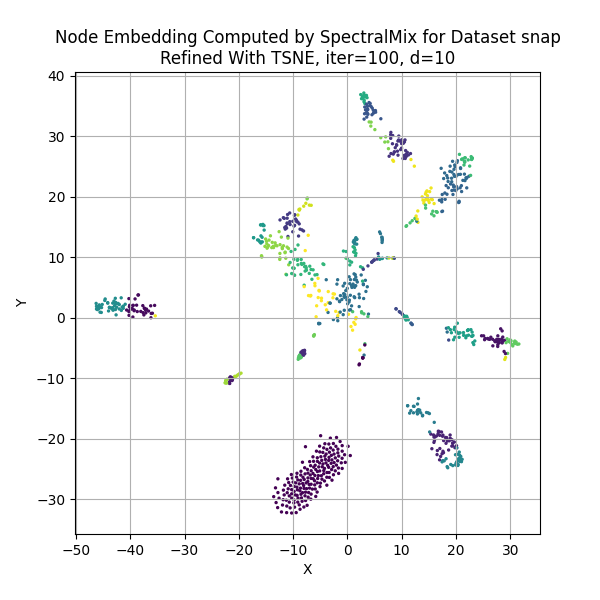 Node Embedding Computed by SpectralMix for Dataset snap
Refined With TSNE, iter=100, d=10
40
30
20
10
0
−10
−20
−30
Y
−50 −40 −30 −20 −10 0 10 20 30
X